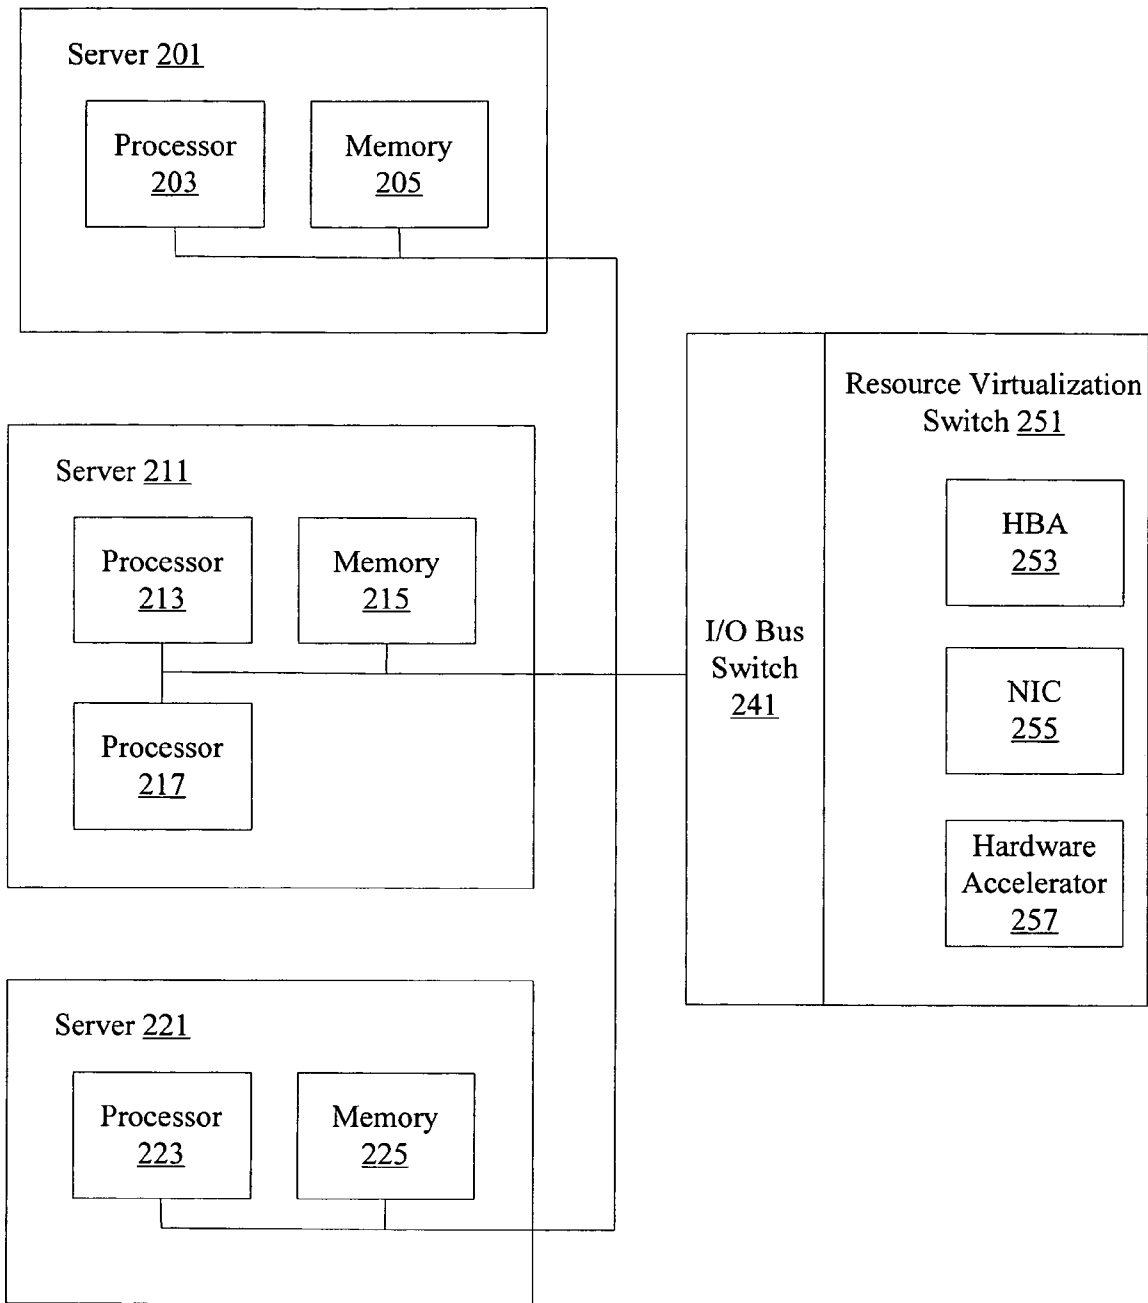 Server 201
Processor
203
Memory
205
Server 211
Processor
213
Memory
215
Processor
217
Server 221
Processor
223
Memory
225
I/O Bus
Switch
241
Resource Virtualization
Switch 251
HBA
253
NIC
255
Hardware
Accelerator
257